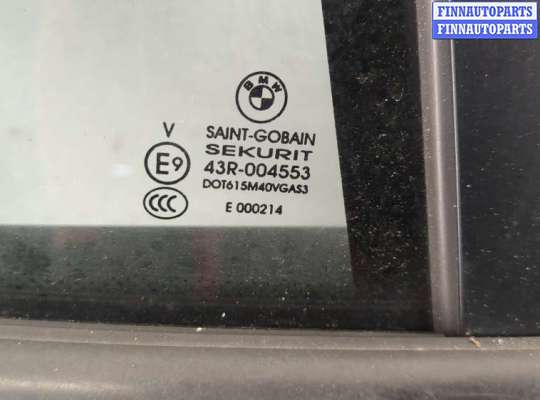 FINNAUTOPARTS
FINNAUTOPARTS
BMW
V
SAINT-GOBAIN
SEKURIT
E9
43R-004553
DOT615M40VGAS3
CCC
E 000214